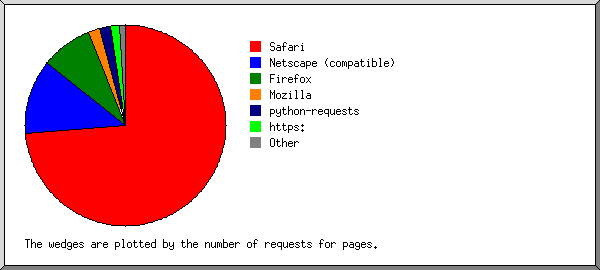 Safari
Netscape (compatible)
Firefox
Mozilla
python-requests
https:
Other
The wedges are plotted by the number of requests for pages.